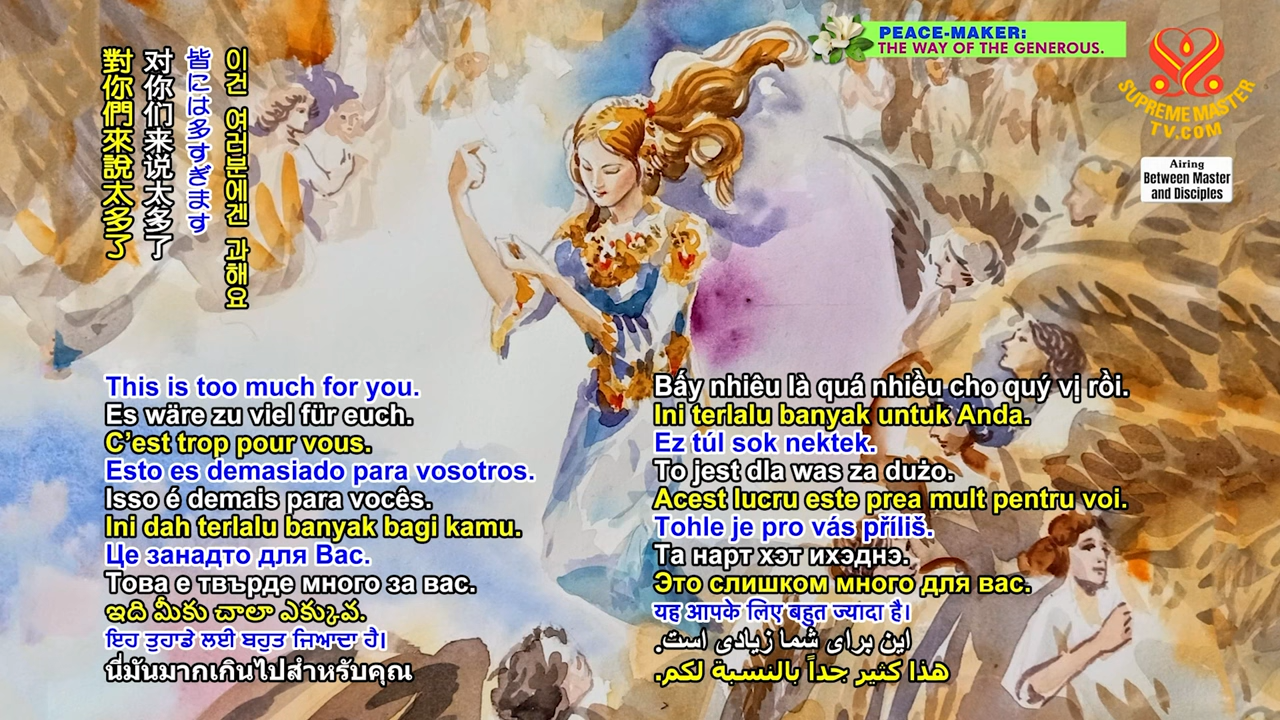 PEACE-MAKER:
THE WAY OF THE GENEROUS.
SUPREME MASTER
TV.COM
Airing
Between Master
and Disciples
이건 여러분에겐 과해요
皆には多すぎます
对你们来说太多了
對你們來說太多了
This is too much for you.
Es wäre zu viel für euch.
C’est trop pour vous.
Esto es demasiado para vosotros.
Isso é demais para vocês.
Ini dah terlalu banyak bagi kamu.
Це занадто для Вас.
Това е твърде много за вас.
ఇది మీకు చాలా ఎక్కువ.
ਇਹ ਤੁਹਾਡੇ ਲਈ ਬਹੁਤ ਜਿਆਦਾ ਹੈ।
นี่มันมากเกินไปสำหรับคุณ
Bấy nhiêu là quá nhiều cho quý vị rồi.
Ini terlalu banyak untuk Anda.
Ez túl sok nektek.
To jest dla was za dużo.
Acest lucru este prea mult pentru voi.
Tohle je pro vás příliš.
Та нарт хэт ихэднэ.
Это слишком много для вас.
यह आपके लिए बहुत ज्यादा है।
این برای شما زیادی است.
هذا كثير جداً بالنسبة لكم.